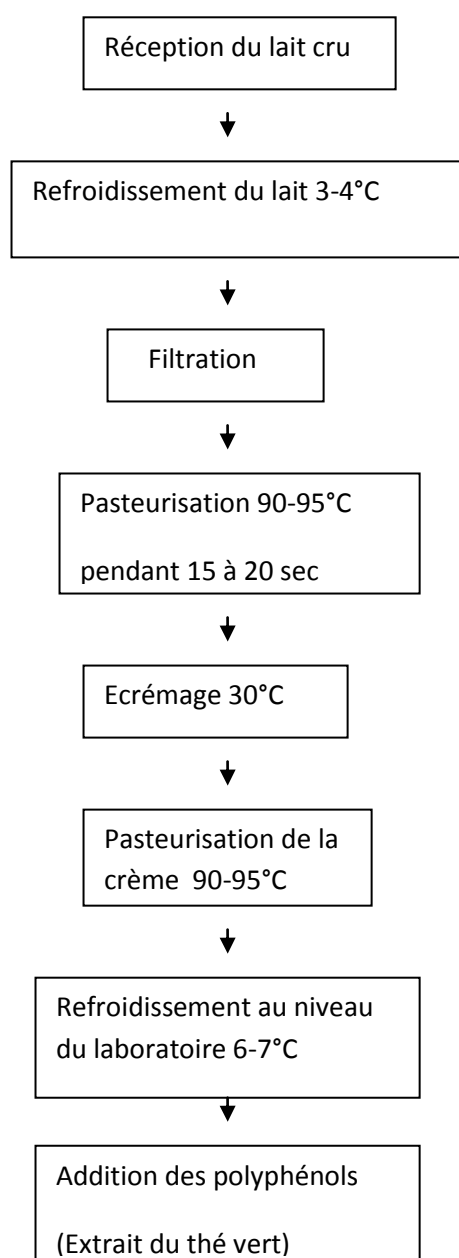 Réception du lait cru
Refroidissement du lait 3-4°C
Filtration
Pasteurisation 90-95°C
pendant 15 à 20 sec
Ecrémage 30°C
Pasteurisation de la
crème 90-95°C
Refroidissement au niveau
du laboratoire 6-7°C
Addition des polyphénols
(Extrait du thé vert)